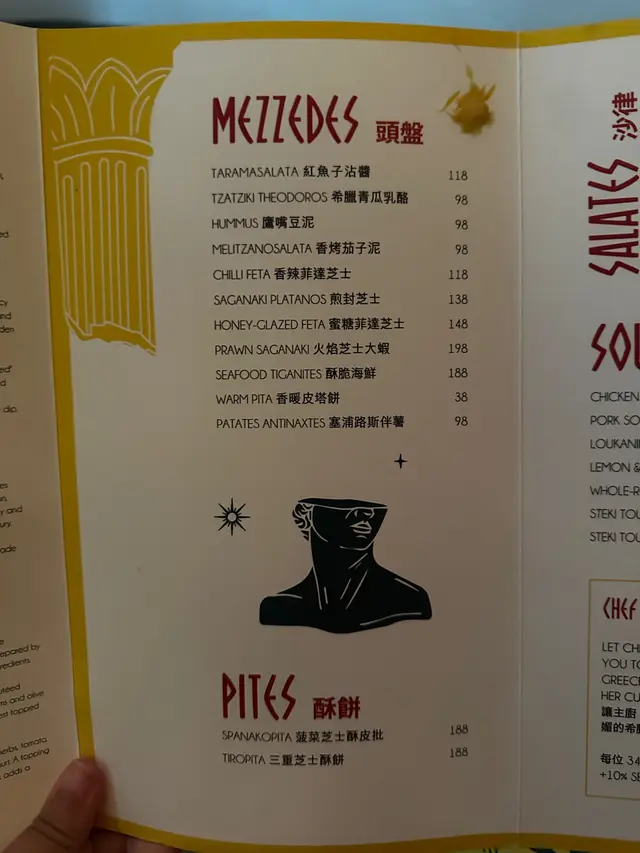 MEZZEDES 頭盤
TARAMASALATA 紅魚子沾醬 118
TZATZIKI THEODOROS 希臘青瓜乳酪 98
HUMMUS 鷹嘴豆泥 98
MELITZANOSALATA 香烤茄子泥 98
CHILLI FETA 香辣菲達芝士 118
SAGANAKI PLATANOS 煎封芝士 138
HONEY-GLAZED FETA 蜜糖菲達芝士 148
PRAWN SAGANAKI 火焰芝士大蝦 198
SEAFOOD TIGANITES 酥脆海鮮 188
WARM PITA 香暖皮塔餅 38
PATATES ANTINAXTES 塞浦路斯伴薯 98
PITES 酥餅
SPANAKOPITA 菠菜芝士酥皮批 188
TIROPITA 三重芝士酥餅 188
SALATES 沙律
SOU
CHICKEN
PORK SO
LOUKANI
LEMON &
WHOLE-R
STEKI TOU
STEKI TOU
CHEF
LET CH
YOU TO
GREECE
HER CU
讓主廚
媚的希
每位 34
+10% SE